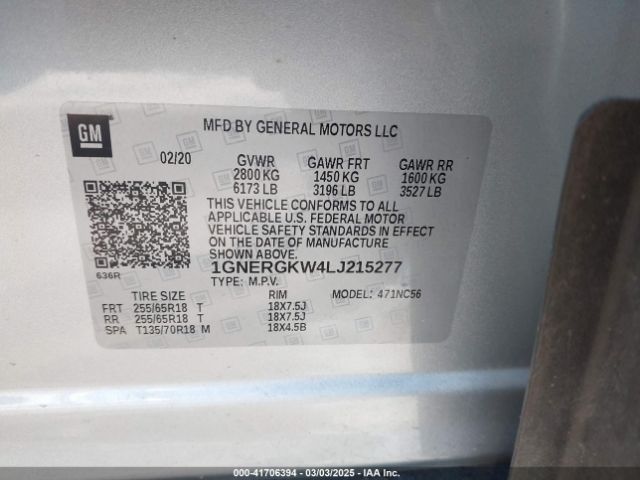 GM
MFD BY GENERAL MOTORS LLC
02/20 GVWR GAWR FRT GAWR RR
2800 KG 1450 KG 1600 KG
6173 LB 3196 LB 3527 LB
THIS VEHICLE CONFORMS TO ALL
APPLICABLE U.S. FEDERAL MOTOR
VEHICLE SAFETY STANDARDS IN EFFECT
ON THE DATE OF MANUFACTURE
SHOWN ABOVE.
1GNERGKW4LJ215277
636R
TYPE: M.P.V.
TIRE SIZE RIM MODEL: 471NC56
FRT 255/65R18 T 18X7.5J
RR 255/65R18 T 18X7.5J
SPA T135/70R18 M 18X4.5B
000-41706394 - 03/03/2025 - IAA Inc.